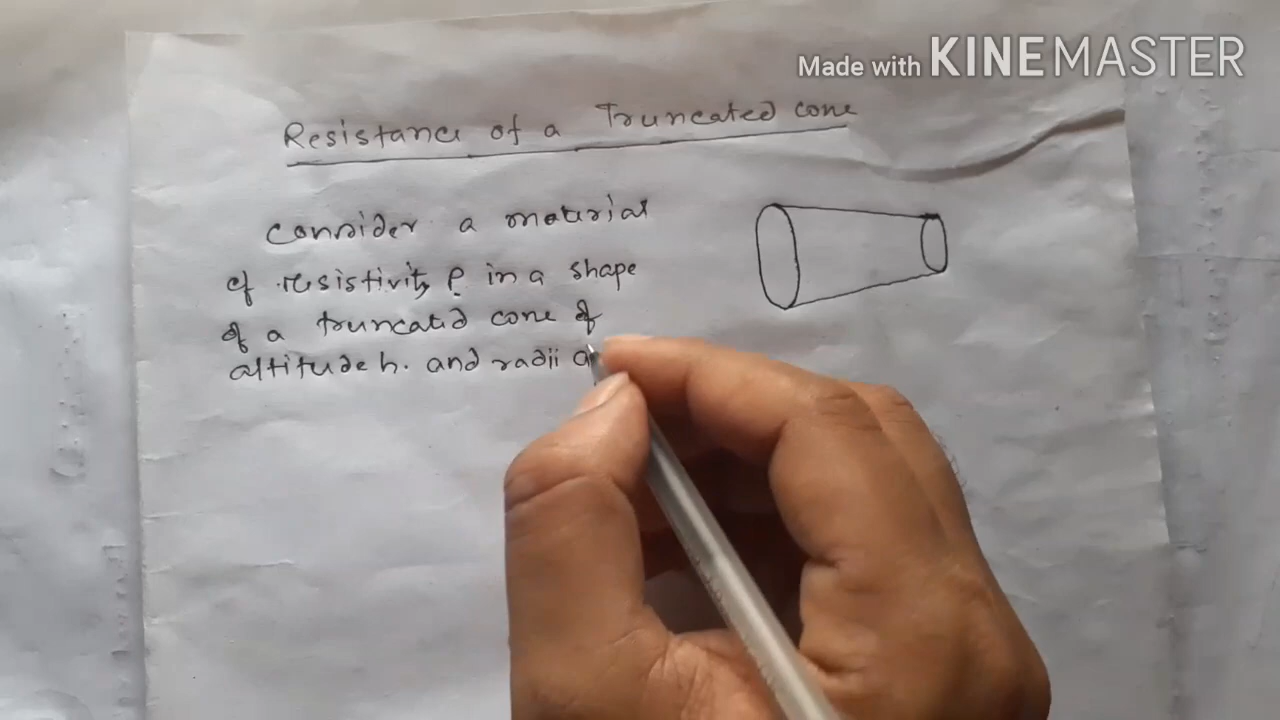 Made with KINEMASTER
Resistance of a Truncated cone
Consider a material
of resistivity ρ in a shape
of a truncated cone of
altitude h. and radii a